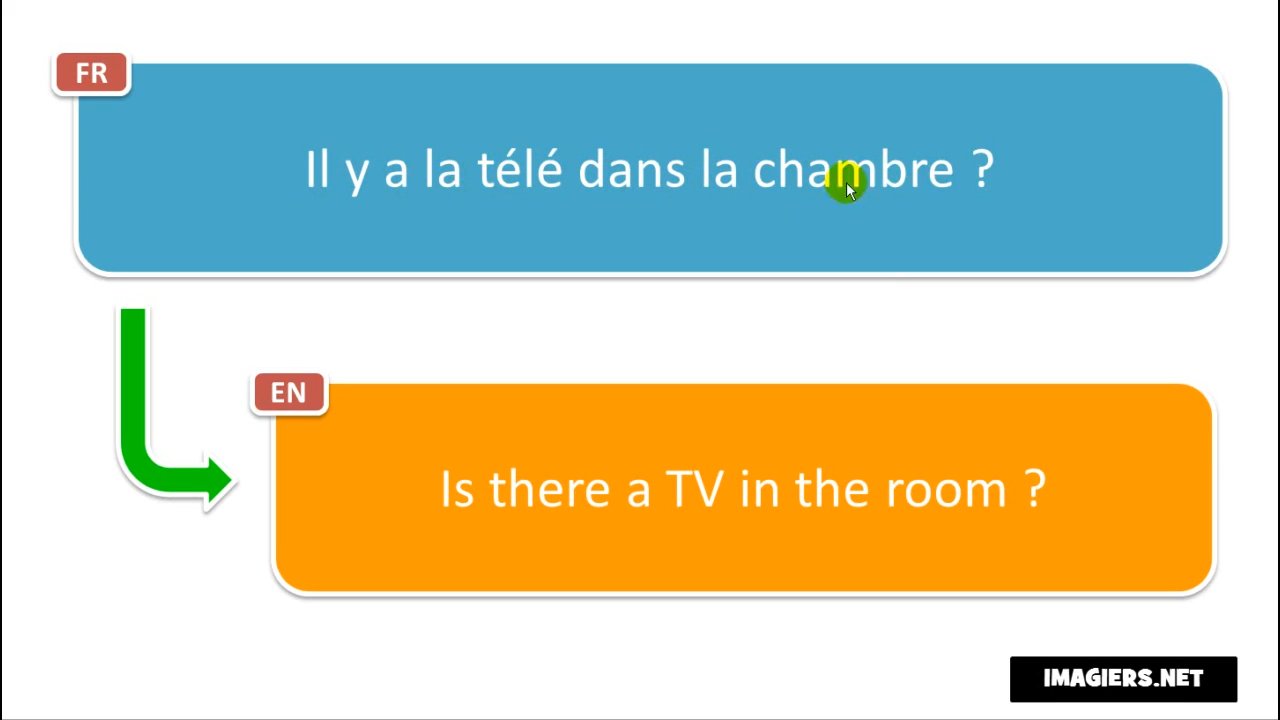 FR
Il y a la télé dans la chambre ?
EN
Is there a TV in the room ?
IMAGIERS.NET